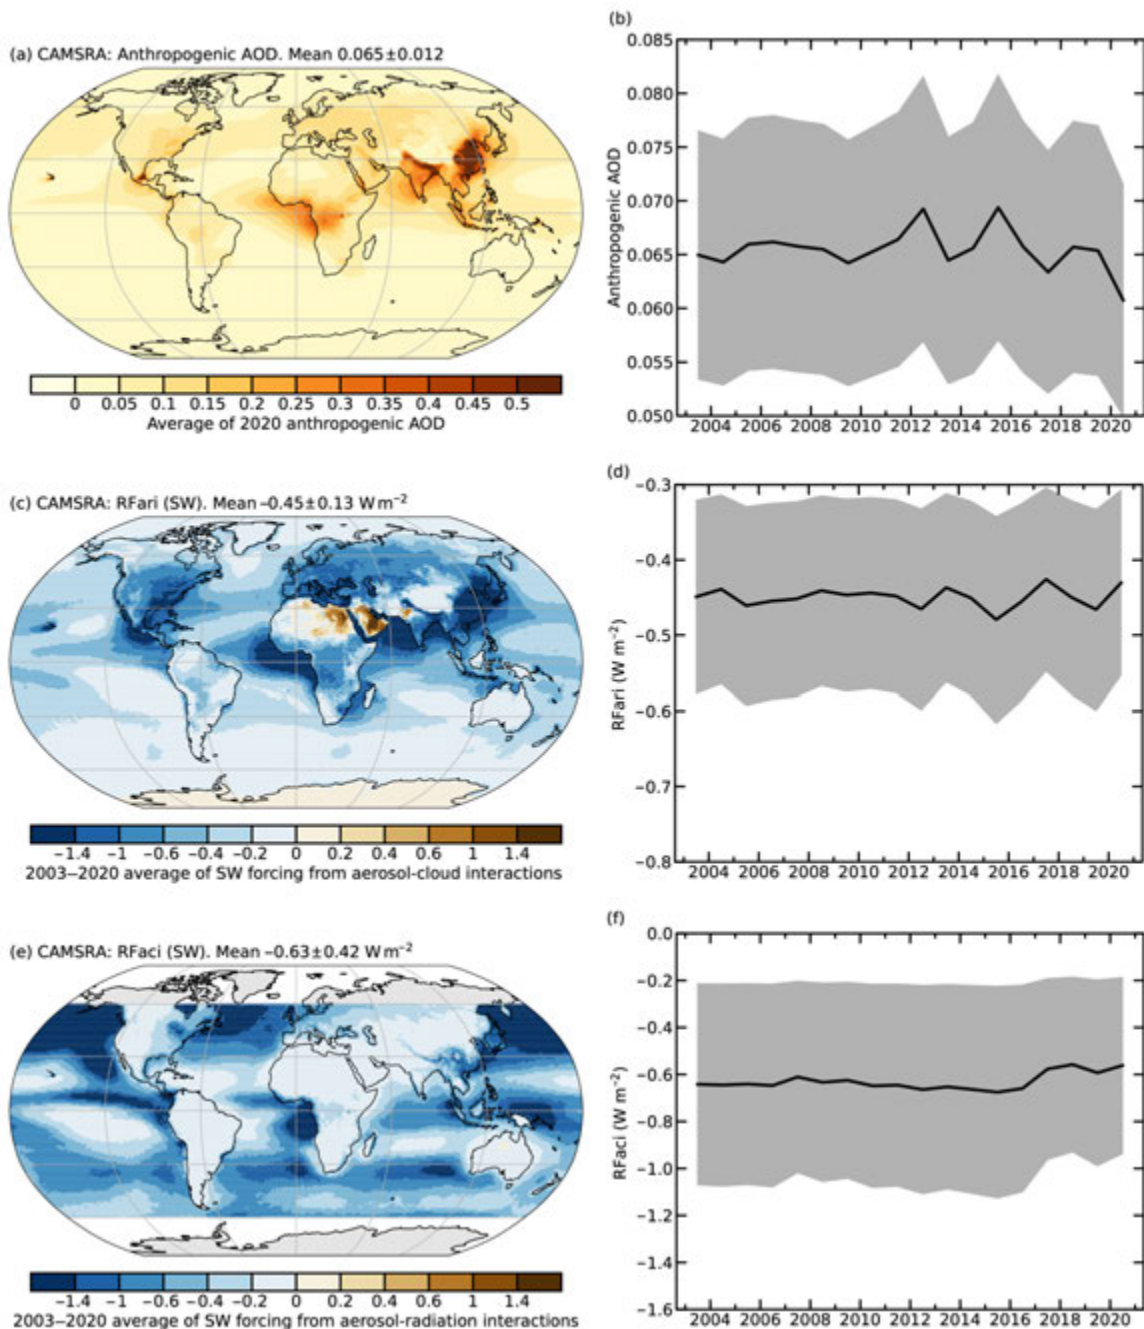 (a) CAMSRA: Anthropogenic AOD. Mean 0.065±0.012
0 0.05 0.1 0.15 0.2 0.25 0.3 0.35 0.4 0.45 0.5
Average of 2020 anthropogenic AOD
(b)
0.085
0.080
0.075
0.070
0.065
0.060
0.055
0.050
Anthropogenic AOD
2004 2006 2008 2010 2012 2014 2016 2018 2020
(c) CAMSRA: RFari (SW). Mean –0.45±0.13 W m⁻²
−1.4 −1 −0.6 −0.4 −0.2 0 0.2 0.4 0.6 1 1.4
2003–2020 average of SW forcing from aerosol-cloud interactions
(d)
−0.3
−0.4
−0.5
−0.6
−0.7
−0.8
RFari (W m⁻²)
2004 2006 2008 2010 2012 2014 2016 2018 2020
(e) CAMSRA: RFaci (SW). Mean –0.63±0.42 W m⁻²
−1.4 −1 −0.6 −0.4 −0.2 0 0.2 0.4 0.6 1 1.4
2003–2020 average of SW forcing from aerosol-radiation interactions
(f)
0.0
−0.2
−0.4
−0.6
−0.8
−1.0
−1.2
−1.4
−1.6
RFaci (W m⁻²)
2004 2006 2008 2010 2012 2014 2016 2018 2020